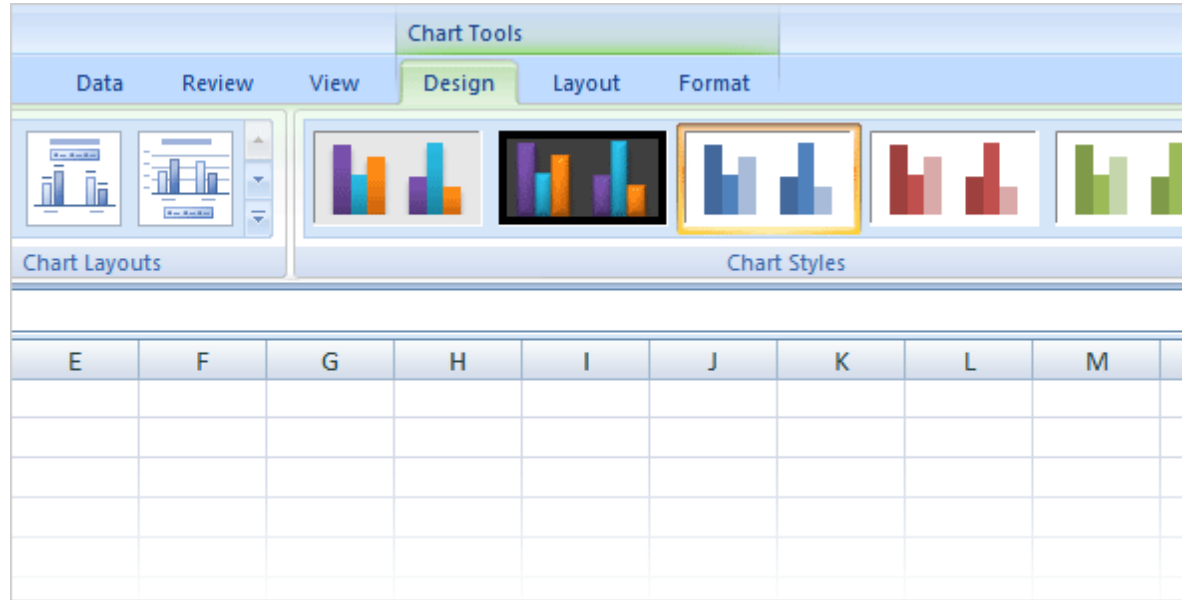 Chart Tools
Data Review View Design Layout Format
Chart Layouts Chart Styles
E F G H I J K L M